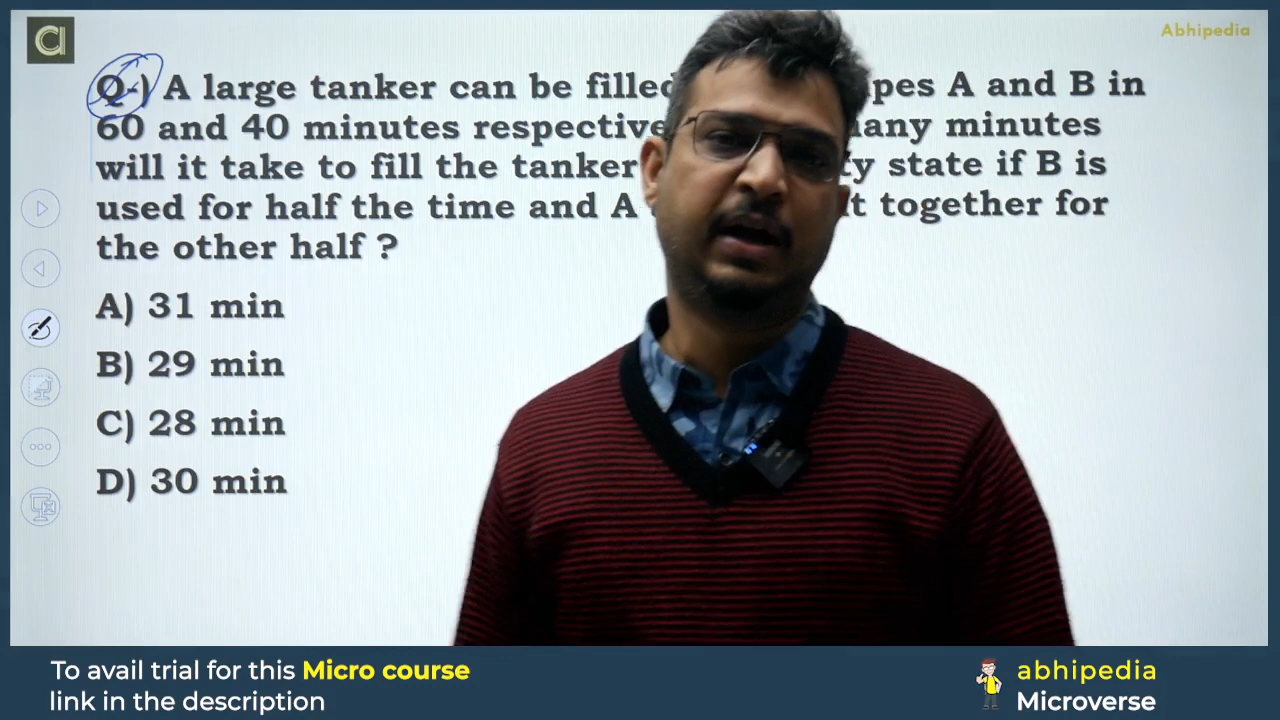 a
Abhipedia
Q-) A large tanker can be filled pes A and B in
60 and 40 minutes respective any minutes
will it take to fill the tanker ty state if B is
used for half the time and A t together for
the other half ?
A) 31 min
B) 29 min
C) 28 min
D) 30 min
To avail trial for this Micro course
link in the description
abhipedia
Microverse